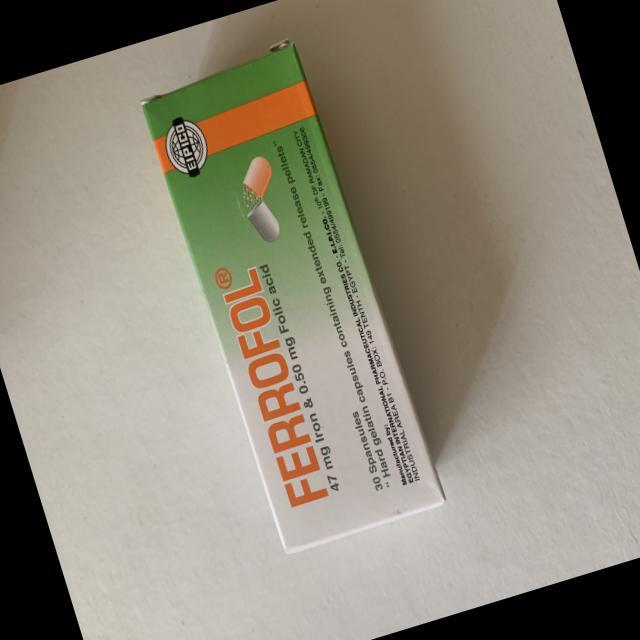 EIPICO
FERROFOL®
47 mg Iron & 0.50 mg Folic acid
30 Spansules
" Hard gelatin capsules containing extended release pellets "
Manufactured by:
EGYPTIAN INTERNATIONAL PHARMACEUTICAL INDUSTRIES CO. - E.I.P.I.CO.
INDUSTRIAL AREA B1 - P.O. BOX: 149 TENTH - EGYPT